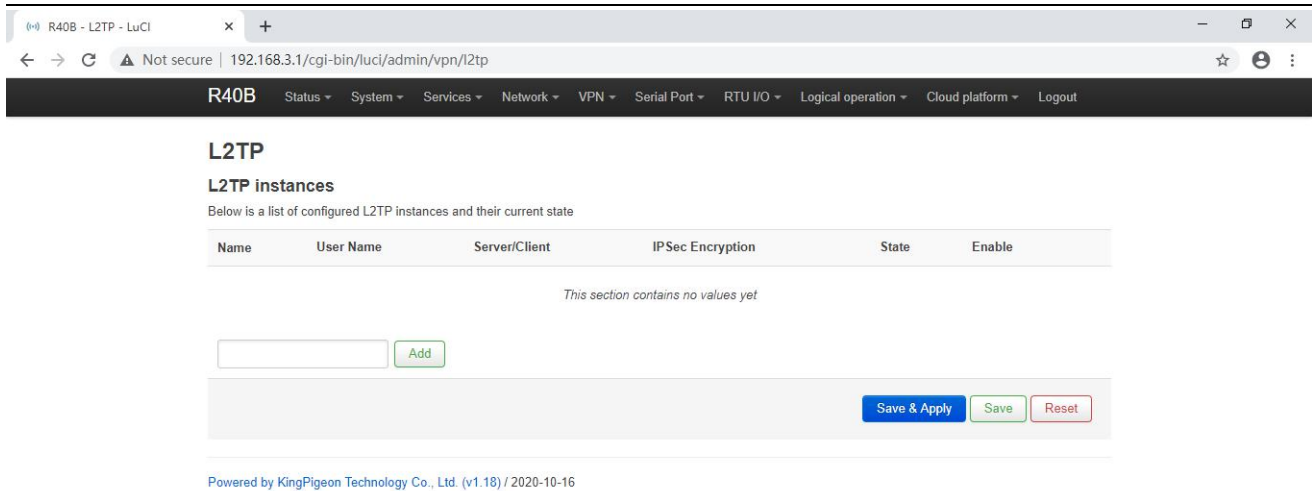 R40B - L2TP - LuCI
Not secure | 192.168.3.1/cgi-bin/luci/admin/vpn/l2tp
R40B Status System Services Network VPN Serial Port RTU I/O Logical operation Cloud platform Logout
L2TP
L2TP instances
Below is a list of configured L2TP instances and their current state
Name User Name Server/Client IPSec Encryption State Enable
This section contains no values yet
Add
Save & Apply Save Reset
Powered by KingPigeon Technology Co., Ltd. (v1.18) / 2020-10-16